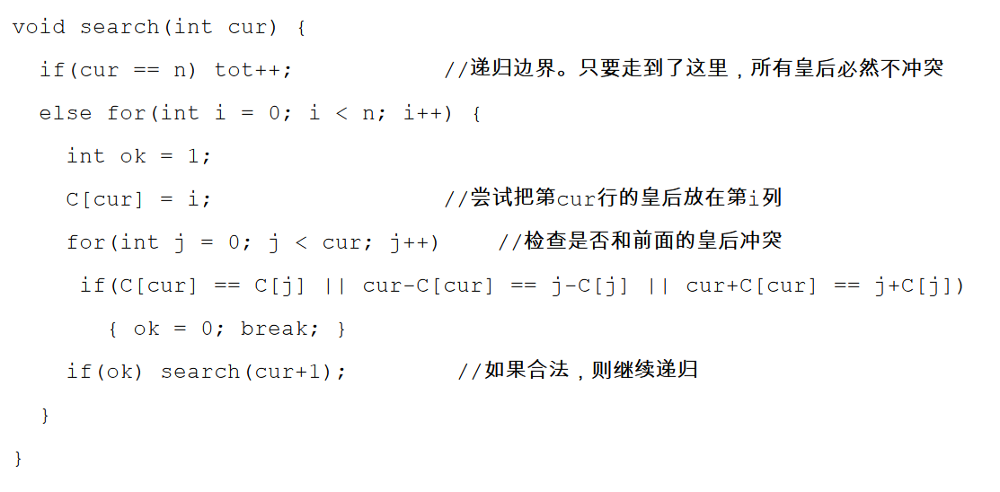 void search(int cur) {
if(cur == n) tot++; //递归边界。只要走到了这里，所有皇后必然不冲突
else for(int i = 0; i < n; i++) {
int ok = 1;
C[cur] = i; //尝试把第cur行的皇后放在第i列
for(int j = 0; j < cur; j++) //检查是否和前面的皇后冲突
if(C[cur] == C[j] || cur-C[cur] == j-C[j] || cur+C[cur] == j+C[j])
{ ok = 0; break; }
if(ok) search(cur+1); //如果合法，则继续递归
}
}